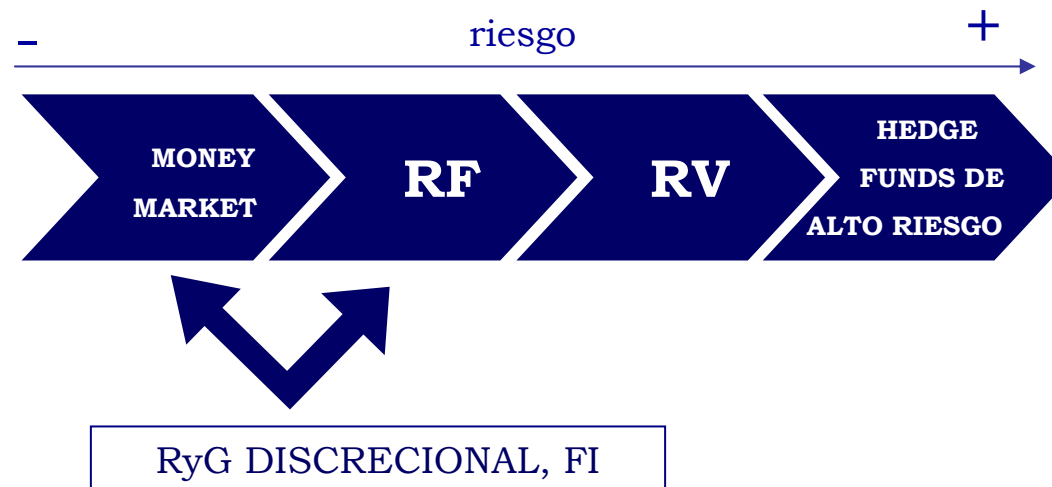 - riesgo +
MONEY
MARKET
RF
RV
HEDGE
FUNDS DE
ALTO RIESGO
RyG DISCRECIONAL, FI